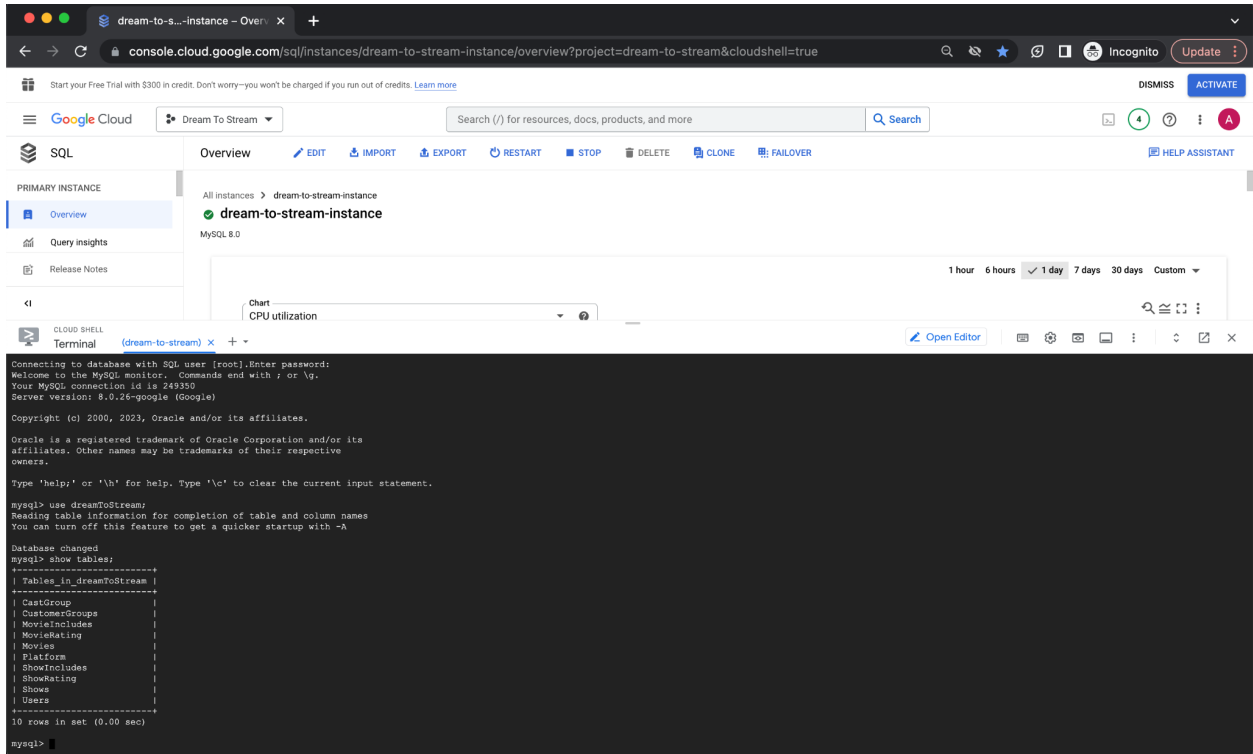 dream-to-s...-instance – Overv
console.cloud.google.com/sql/instances/dream-to-stream-instance/overview?project=dream-to-stream&cloudshell=true
Incognito
Update
Start your Free Trial with $300 in credit. Don't worry—you won't be charged if you run out of credits. Learn more
DISMISS
ACTIVATE
Google Cloud
Dream To Stream
Search (/) for resources, docs, products, and more
Search
4
A
SQL
Overview
EDIT
IMPORT
EXPORT
RESTART
STOP
DELETE
CLONE
FAILOVER
HELP ASSISTANT
PRIMARY INSTANCE
Overview
Query insights
Release Notes
All instances > dream-to-stream-instance
dream-to-stream-instance
MySQL 8.0
1 hour 6 hours 1 day 7 days 30 days Custom
Chart
CPU utilization
CLOUD SHELL
Terminal
(dream-to-stream)
Open Editor
Connecting to database with SQL user [root].Enter password:
Welcome to the MySQL monitor.  Commands end with ; or \g.
Your MySQL connection id is 249350
Server version: 8.0.26-google (Google)
Copyright (c) 2000, 2023, Oracle and/or its affiliates.
Oracle is a registered trademark of Oracle Corporation and/or its
affiliates. Other names may be trademarks of their respective
owners.
Type 'help;' or '\h' for help. Type '\c' to clear the current input statement.
mysql> use dreamToStream;
Reading table information for completion of table and column names
You can turn off this feature to get a quicker startup with -A
Database changed
mysql> show tables;
+-------------------------+
| Tables_in_dreamToStream |
+-------------------------+
| CastGroup               |
| CustomerGroups          |
| MovieIncludes           |
| MovieRating             |
| Movies                  |
| Platform                |
| ShowIncludes            |
| ShowRating              |
| Shows                   |
| Users                   |
+-------------------------+
10 rows in set (0.00 sec)
mysql>